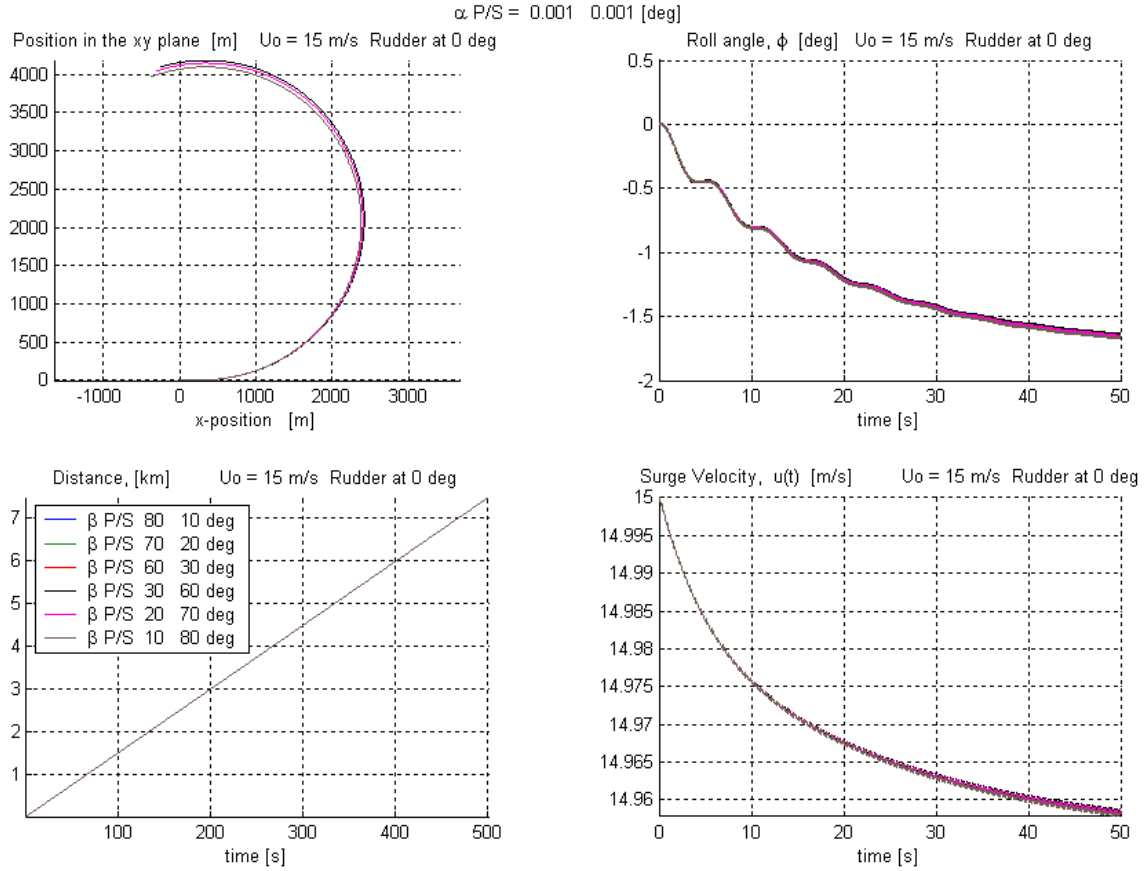 α P/S = 0.001 0.001 [deg]
Position in the xy plane [m] Uo = 15 m/s Rudder at 0 deg
4000
3500
3000
2500
2000
1500
1000
500
0
-1000 0 1000 2000 3000
x-position [m]
Roll angle, ϕ [deg] Uo = 15 m/s Rudder at 0 deg
0.5
0
-0.5
-1
-1.5
-2
0 10 20 30 40 50
time [s]
Distance, [km] Uo = 15 m/s Rudder at 0 deg
7
6
5
4
3
2
1
β P/S 80 10 deg
β P/S 70 20 deg
β P/S 60 30 deg
β P/S 30 60 deg
β P/S 20 70 deg
β P/S 10 80 deg
100 200 300 400 500
time [s]
Surge Velocity, u(t) [m/s] Uo = 15 m/s Rudder at 0 deg
15
14.995
14.99
14.985
14.98
14.975
14.97
14.965
14.96
0 10 20 30 40 50
time [s]